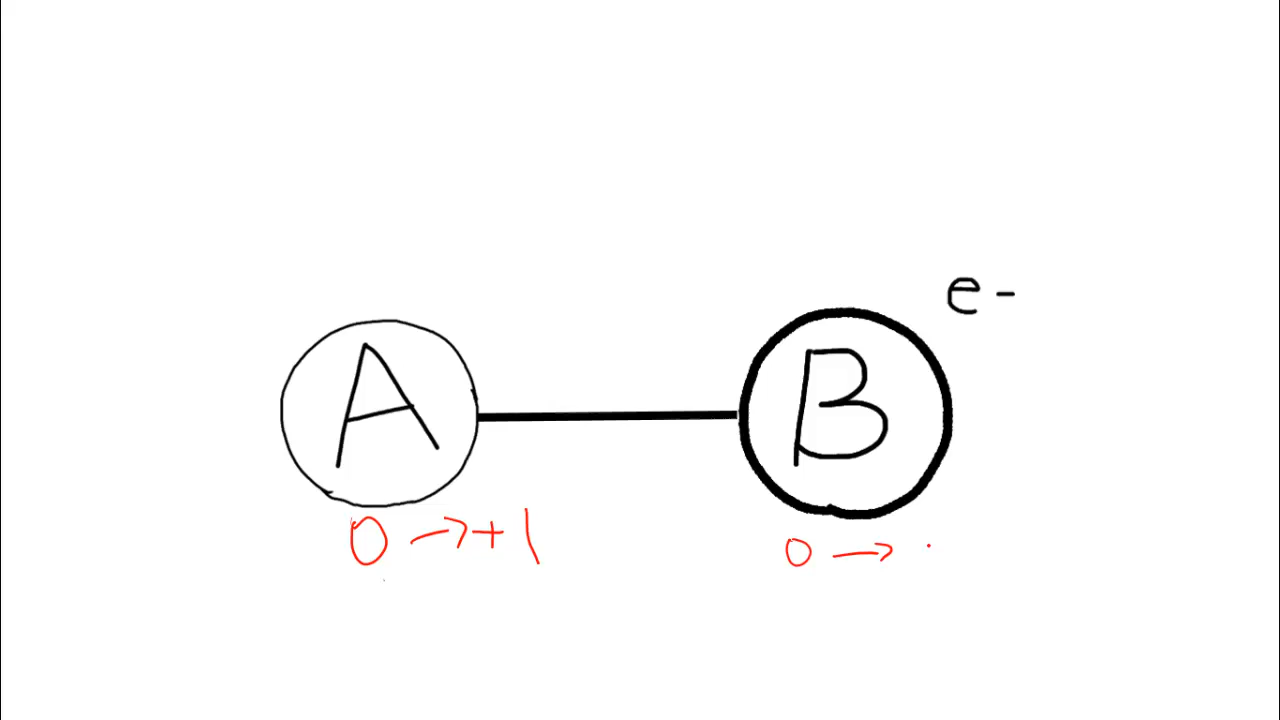 e -
A
B
0 → +1
0 →